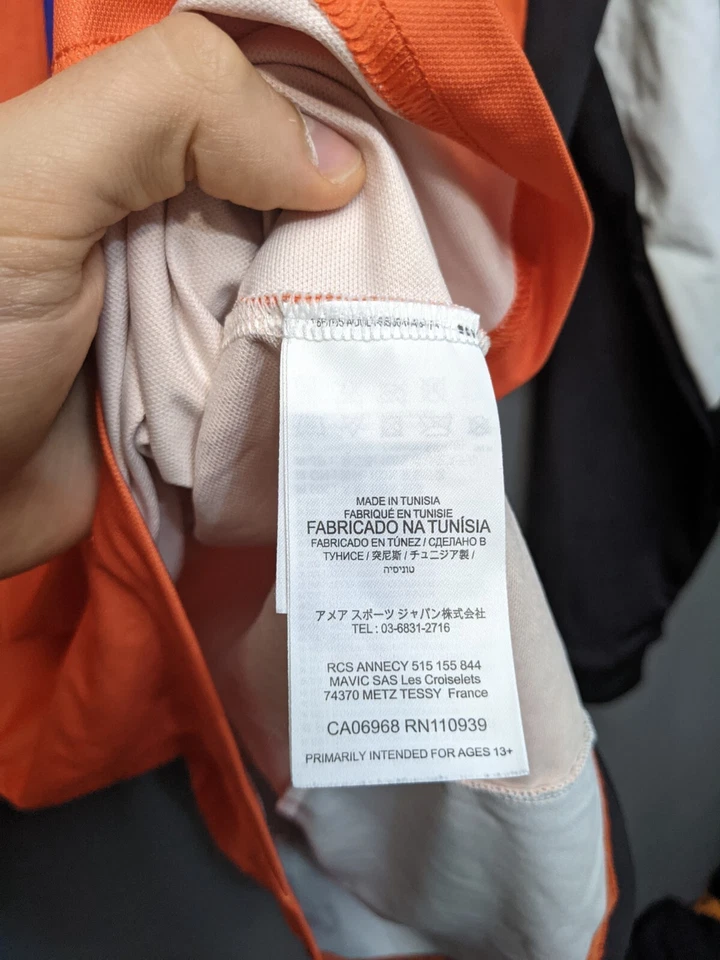 MADE IN TUNISIA
FABRIQUÉ EN TUNISIE
FABRICADO NA TUNÍSIA
FABRICADO EN TÚNEZ / СДЕЛАНО В
ТУНИСЕ / 突尼斯 / チュニジア製 /
טוניסיה
アメア スポーツ ジャパン株式会社
TEL : 03-6831-2716
RCS ANNECY 515 155 844
MAVIC SAS Les Croiselets
74370 METZ TESSY France
CA06968 RN110939
PRIMARILY INTENDED FOR AGES 13+